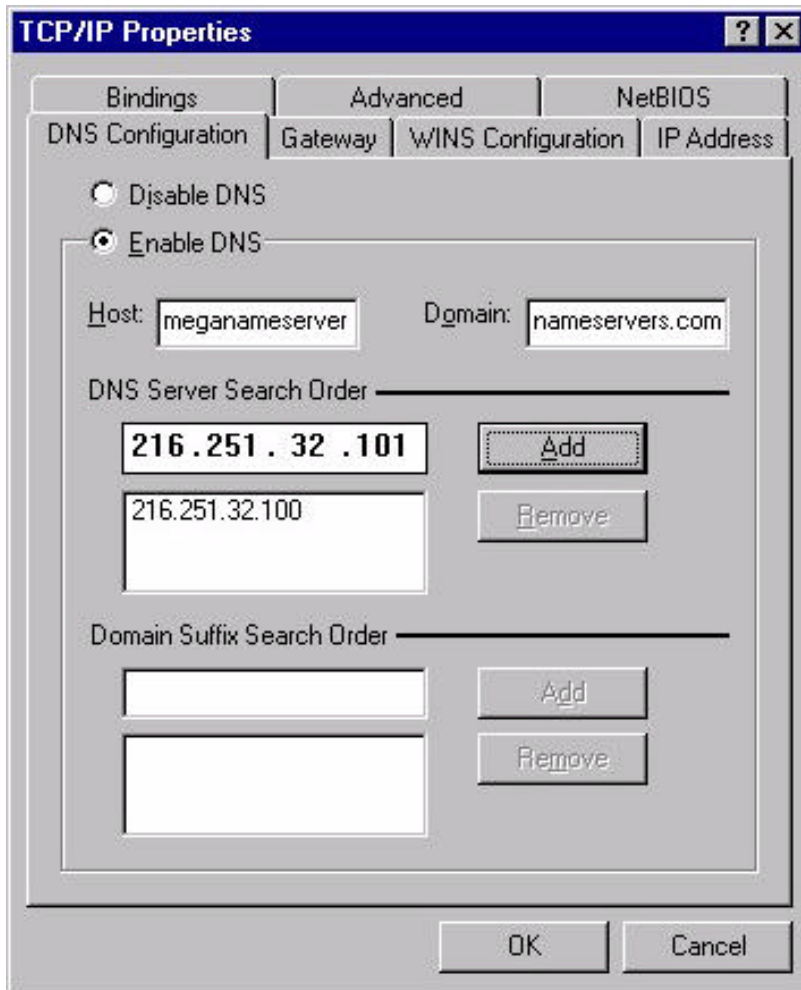 TCP/IP Properties
Bindings Advanced NetBIOS
DNS Configuration Gateway WINS Configuration IP Address
Disable DNS
Enable DNS
Host: meganameserver Domain: nameservers.com
DNS Server Search Order
216.251. 32 .101 Add
216.251.32.100 Remove
Domain Suffix Search Order
Add
Remove
OK Cancel